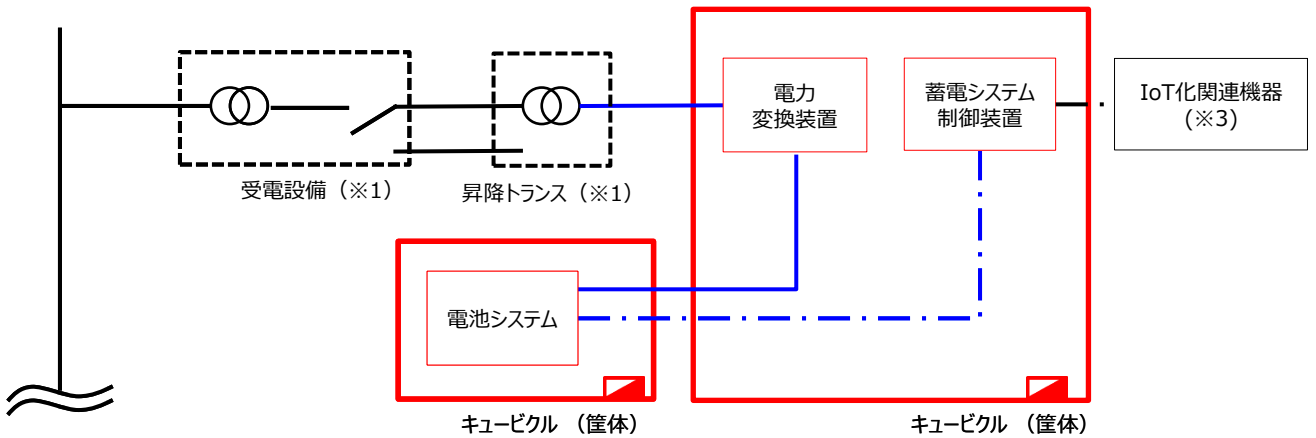 電力
変換装置
蓄電システム
制御装置
IoT化関連機器
(※3)
受電設備（※1）
昇降トランス（※1）
電池システム
キュービクル （筐体）
キュービクル （筐体）